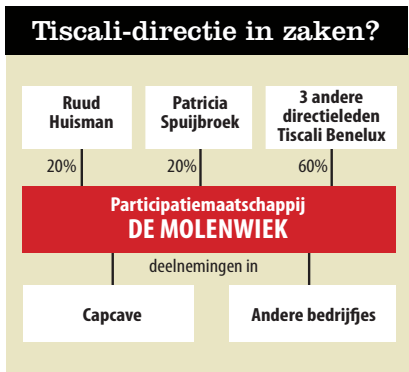 Tiscali-directie in zaken?
Ruud
Huisman
Patricia
Spuijbroek
3 andere
directieleden
Tiscali Benelux
20%
20%
60%
Participatiemaatschappij
DE MOLENWIEK
deelnemingen in
Capcave
Andere bedrijfjes